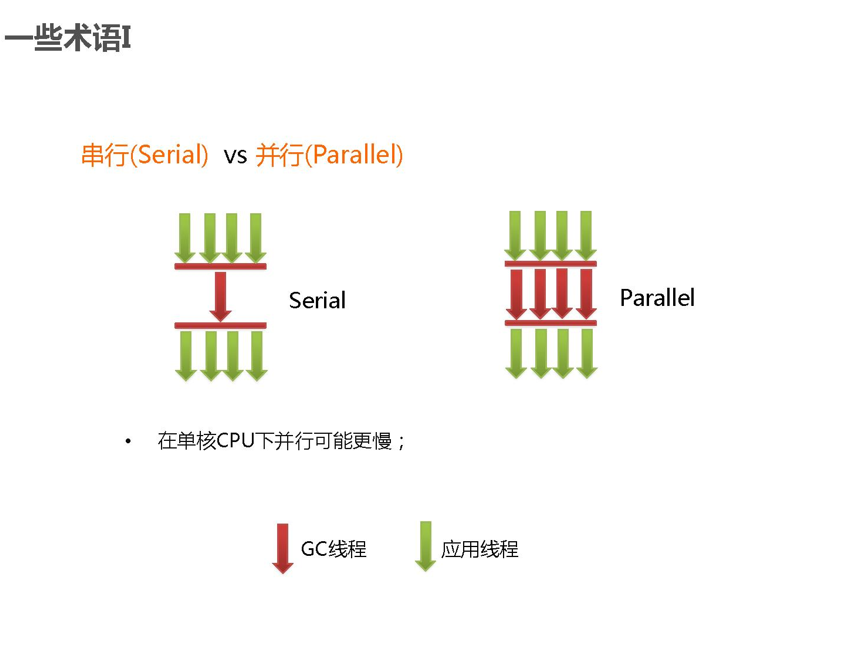 一些术语I
串行(Serial) vs 并行(Parallel)
Serial
Parallel
• 在单核CPU下并行可能更慢；
GC线程
应用线程